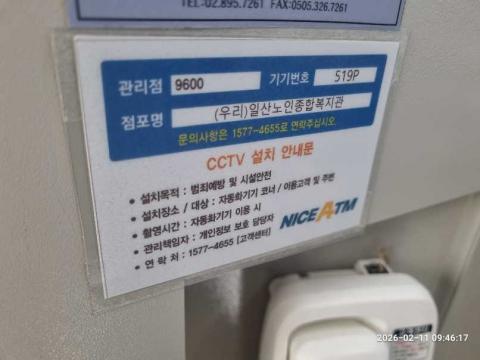 TEL:02.895.7261 FAX:0505.326.7261
관리점 9600 기기번호 519P
점포명 (우리)일산노인종합복지관
문의사항은 1577-4655로 연락주십시오.
CCTV 설치 안내문
• 설치목적 : 범죄예방 및 시설안전
• 설치장소 / 대상 : 자동화기기 코너 / 이용고객 및 주변
• 촬영시간 : 자동화기기 이용 시
• 관리책임자 : 개인정보 보호 담당자
• 연 락 처 : 1577-4655 [고객센터]
NICE ATM
2026-02-11 09:46:17